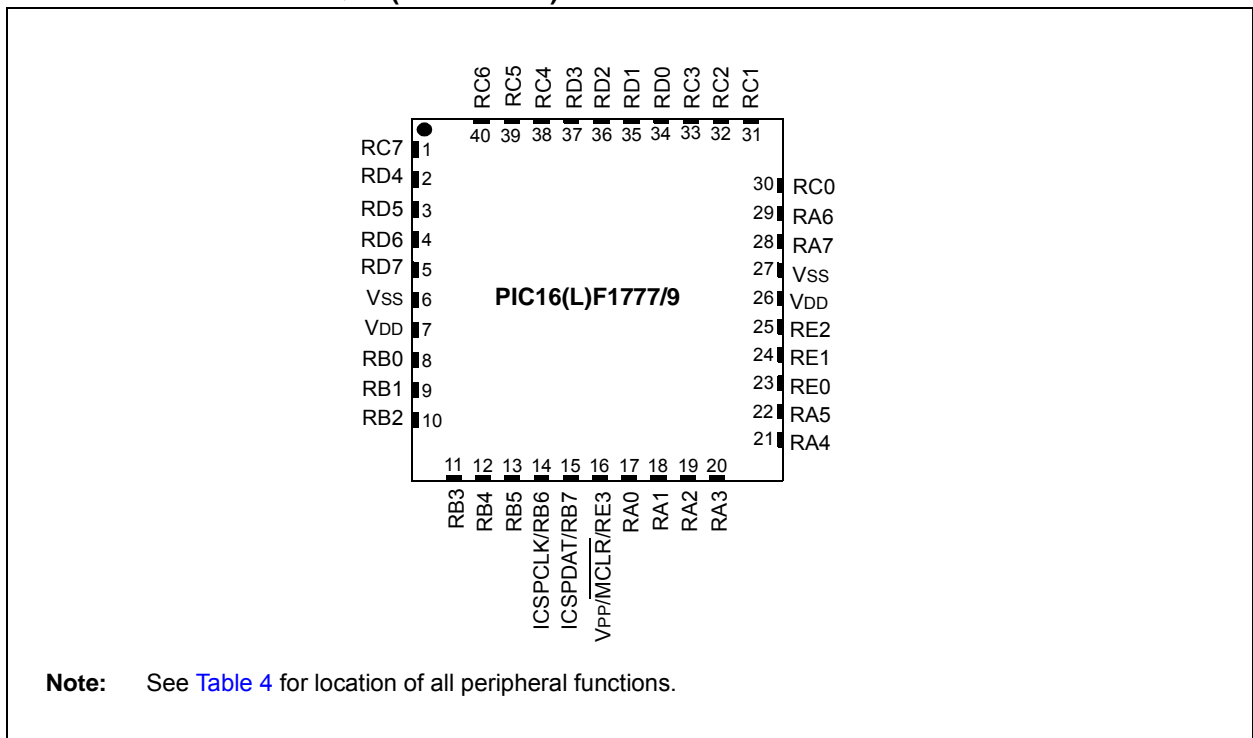 RC6
RC5
RC4
RD3
RD2
RD1
RD0
RC3
RC2
RC1
40 39 38 37 36 35 34 33 32 31
RC7 1
RD4 2
RD5 3
RD6 4
RD7 5
VSS 6
VDD 7
RB0 8
RB1 9
RB2 10
PIC16(L)F1777/9
30 RC0
29 RA6
28 RA7
27 VSS
26 VDD
25 RE2
24 RE1
23 RE0
22 RA5
21 RA4
11 12 13 14 15 16 17 18 19 20
RB3
RB4
RB5
ICSPCLK/RB6
ICSPDAT/RB7
VPP/MCLR/RE3
RA0
RA1
RA2
RA3
Note: See Table 4 for location of all peripheral functions.